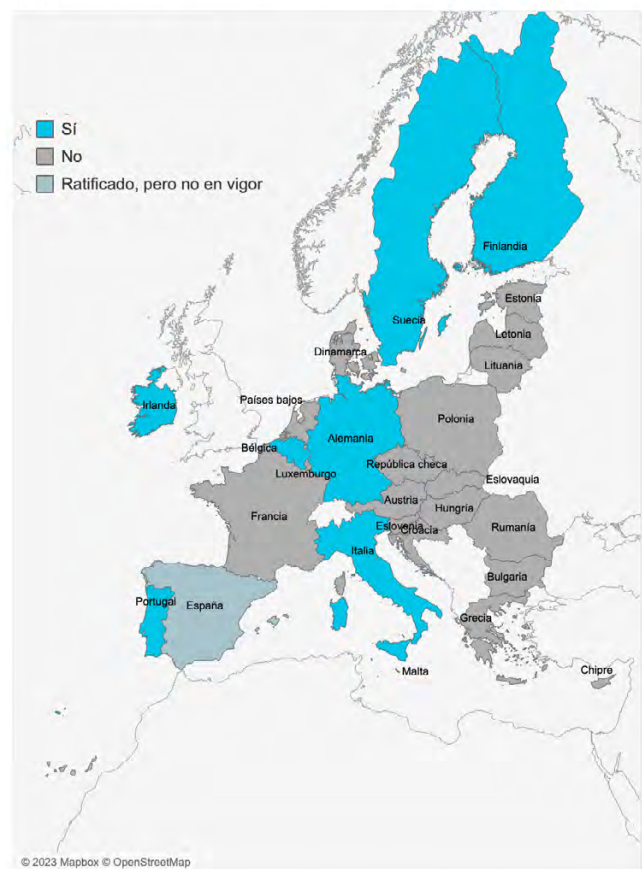 Sí
No
Ratificado, pero no en vigor
Finlandia
Estonia
Suecia
Letonia
Dinamarca
Lituania
Países bajos
Irlanda
Polonia
Alemania
Bélgica
República checa
Luxemburgo
Eslovaquia
Austria
Hungría
Francia
Eslovenia
Croacia
Rumanía
Italia
Bulgaria
Portugal
España
Grecia
Malta
Chipre
© 2023 Mapbox © OpenStreetMap